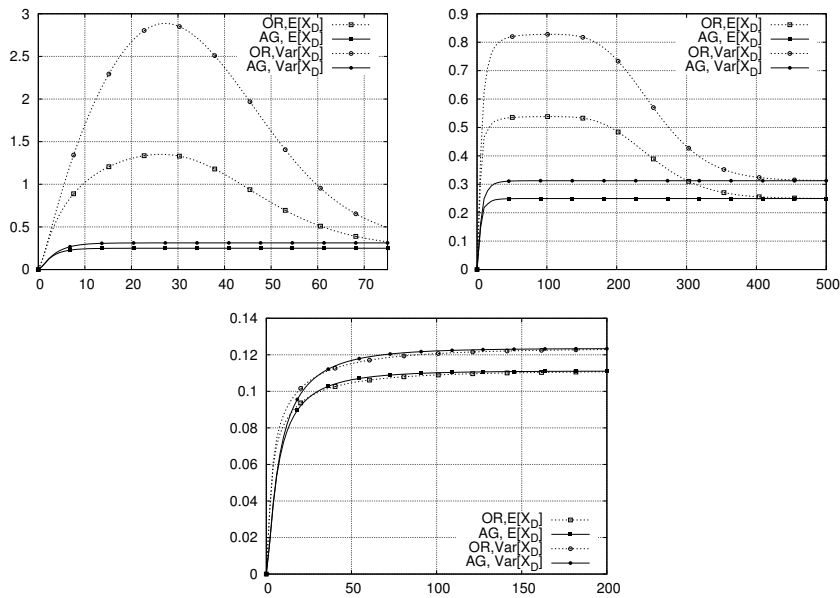 3
2.5
2
1.5
1
0.5
0
0 10 20 30 40 50 60 70
OR,E[X_D]
AG, E[X_D]
OR,Var[X_D]
AG, Var[X_D]
0.9
0.8
0.7
0.6
0.5
0.4
0.3
0.2
0.1
0
0 100 200 300 400 500
OR,E[X_D]
AG, E[X_D]
OR,Var[X_D]
AG, Var[X_D]
0.14
0.12
0.1
0.08
0.06
0.04
0.02
0
0 50 100 150 200
OR,E[X_D]
AG, E[X_D]
OR,Var[X_D]
AG, Var[X_D]